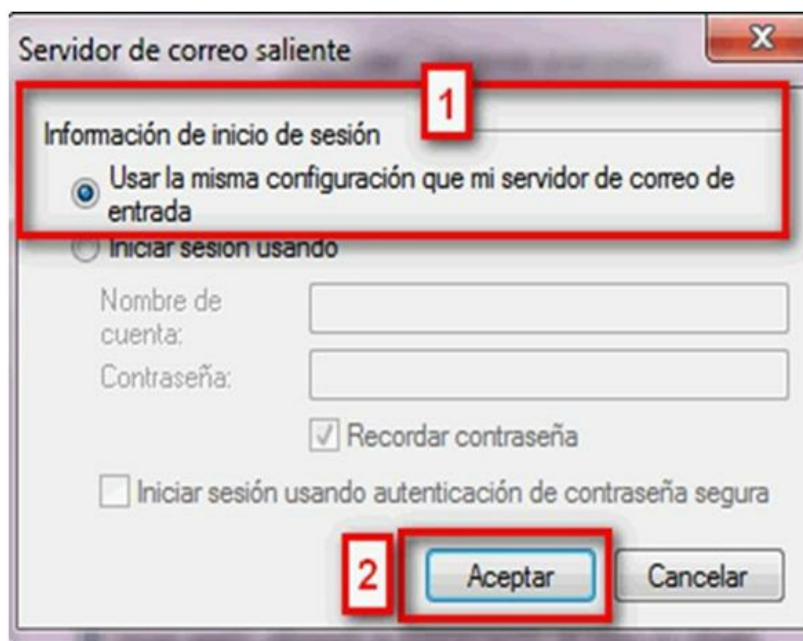 Servidor de correo saliente
1
Información de inicio de sesión
Usar la misma configuración que mi servidor de correo de
entrada
Iniciar sesión usando
Nombre de
cuenta:
Contraseña:
Recordar contraseña
Iniciar sesión usando autenticación de contraseña segura
2
Aceptar
Cancelar